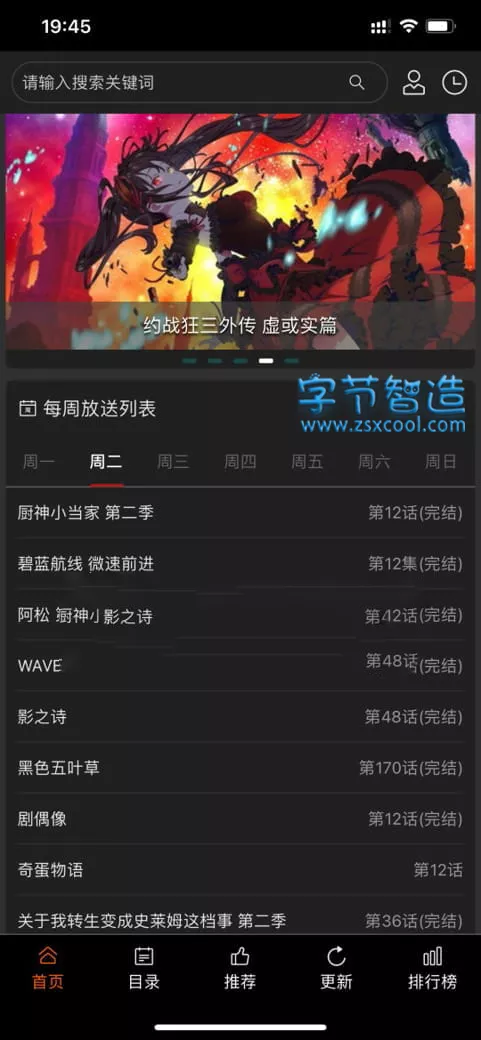 19:45
请输入搜索关键词
约战狂三外传 虚或实篇
字节智造
www.zsxcool.com
每周放送列表
周一 周二 周三 周四 周五 周六 周日
厨神小当家 第二季 第12话(完结)
碧蓝航线 微速前进 第12集(完结)
阿松 影之诗 第42话(完结)
WAVE 第48话(完结)
影之诗 第48话(完结)
黑色五叶草 第170话(完结)
剧偶像 第12话(完结)
奇蛋物语 第12话
关于我转生变成史莱姆这档事 第二季 第36话(完结)
首页 目录 推荐 更新 排行榜